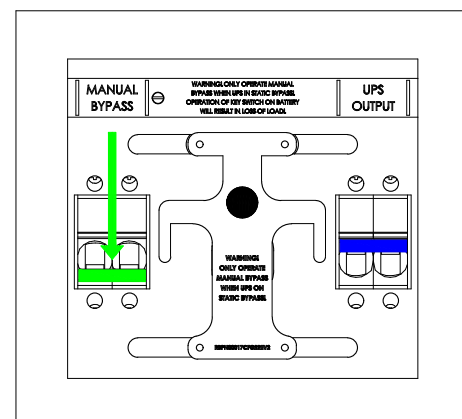 MANUAL
BYPASS
WARNING! ONLY OPERATE MANUAL
BYPASS WHEN UPS IN STATIC BYPASS.
OPERATION OF KEY SWITCH ON BATTERY
WILL RESULT IN LOSS OF LOAD!.
UPS
OUTPUT
WARNING!
ONLY OPERATE
MANUAL BYPASS
WHEN UPS ON
STATIC BYPASS.